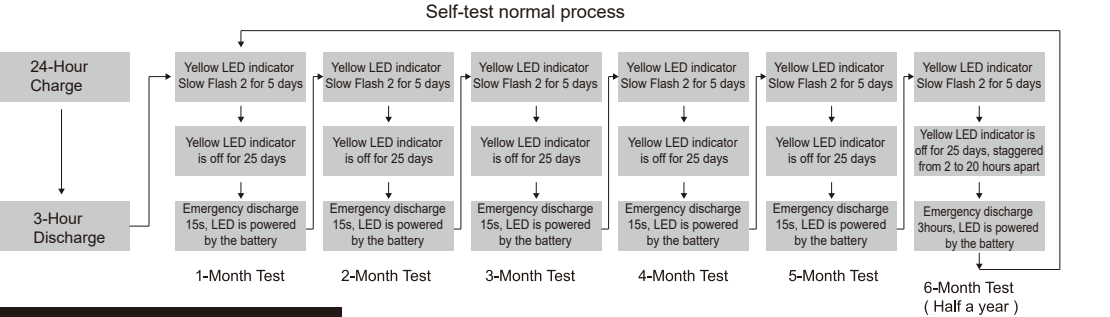 Self-test normal process
24-Hour
Charge
3-Hour
Discharge
Yellow LED indicator
Slow Flash 2 for 5 days
Yellow LED indicator
is off for 25 days
Emergency discharge
15s, LED is powered
by the battery
1-Month Test
Yellow LED indicator
Slow Flash 2 for 5 days
Yellow LED indicator
is off for 25 days
Emergency discharge
15s, LED is powered
by the battery
2-Month Test
Yellow LED indicator
Slow Flash 2 for 5 days
Yellow LED indicator
is off for 25 days
Emergency discharge
15s, LED is powered
by the battery
3-Month Test
Yellow LED indicator
Slow Flash 2 for 5 days
Yellow LED indicator
is off for 25 days
Emergency discharge
15s, LED is powered
by the battery
4-Month Test
Yellow LED indicator
Slow Flash 2 for 5 days
Yellow LED indicator
is off for 25 days
Emergency discharge
15s, LED is powered
by the battery
5-Month Test
Yellow LED indicator
Slow Flash 2 for 5 days
Yellow LED indicator is
off for 25 days, staggered
from 2 to 20 hours apart
Emergency discharge
3hours, LED is powered
by the battery
6-Month Test
( Half a year )